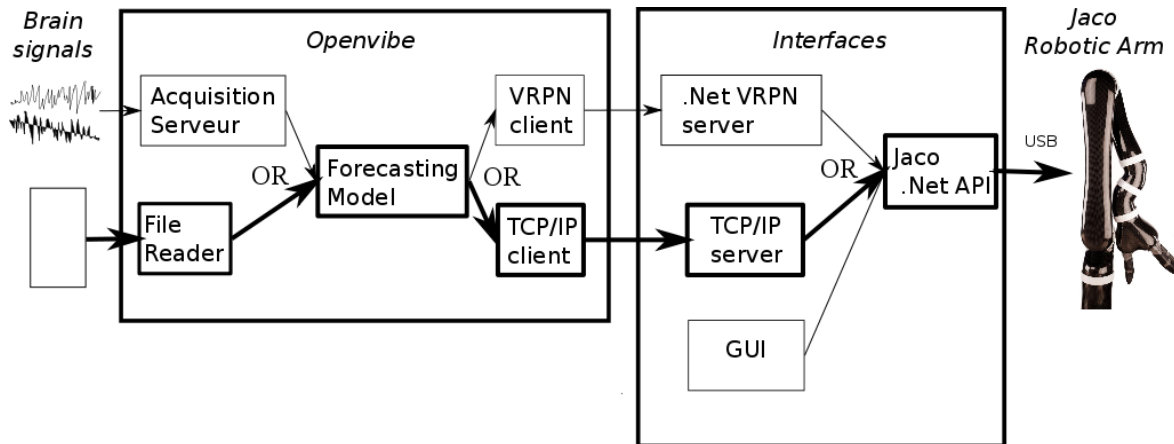 Brain
signals
Openvibe
Interfaces
Jaco
Robotic Arm
Acquisition
Serveur
VRPN
client
.Net VRPN
server
OR
Forecasting
Model
OR
OR
Jaco
.Net API
USB
File
Reader
TCP/IP
client
TCP/IP
server
GUI